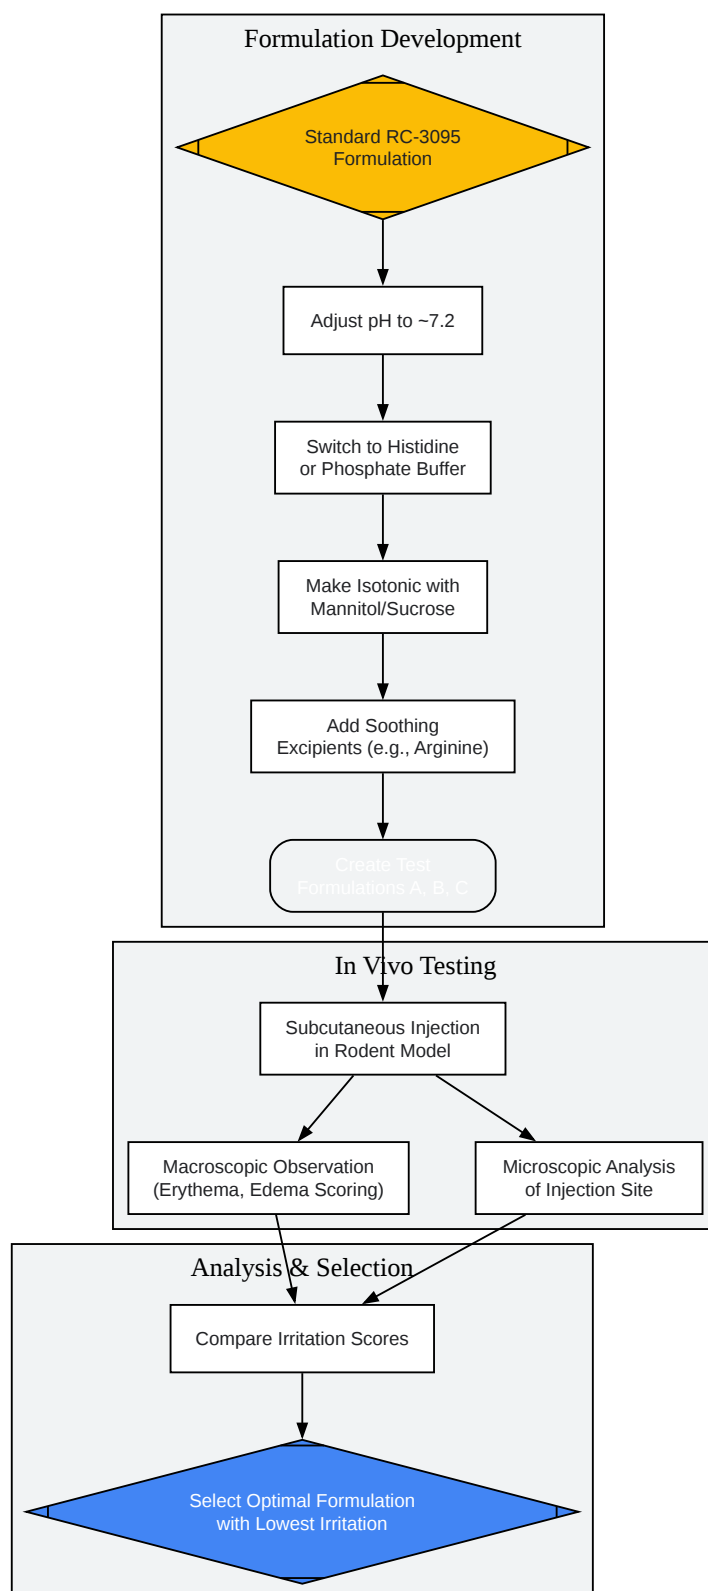 Formulation Development
Standard RC-3095
Formulation
Adjust pH to ~7.2
Switch to Histidine
or Phosphate Buffer
Make Isotonic with
Mannitol/Sucrose
Add Soothing
Excipients (e.g., Arginine)
Create Test
Formulations A, B, C
In Vivo Testing
Subcutaneous Injection
in Rodent Model
Macroscopic Observation
(Erythema, Edema Scoring)
Microscopic Analysis
of Injection Site
Analysis & Selection
Compare Irritation Scores
Select Optimal Formulation
with Lowest Irritation